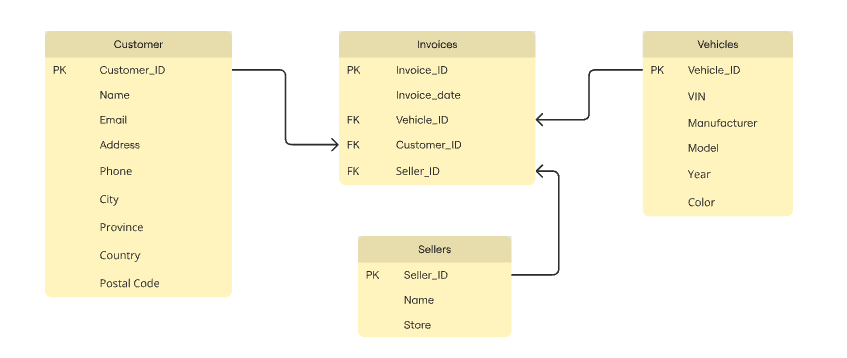 Customer
PK Customer_ID
Name
Email
Address
Phone
City
Province
Country
Postal Code
Invoices
PK Invoice_ID
Invoice_date
FK Vehicle_ID
FK Customer_ID
FK Seller_ID
Vehicles
PK Vehicle_ID
VIN
Manufacturer
Model
Year
Color
Sellers
PK Seller_ID
Name
Store